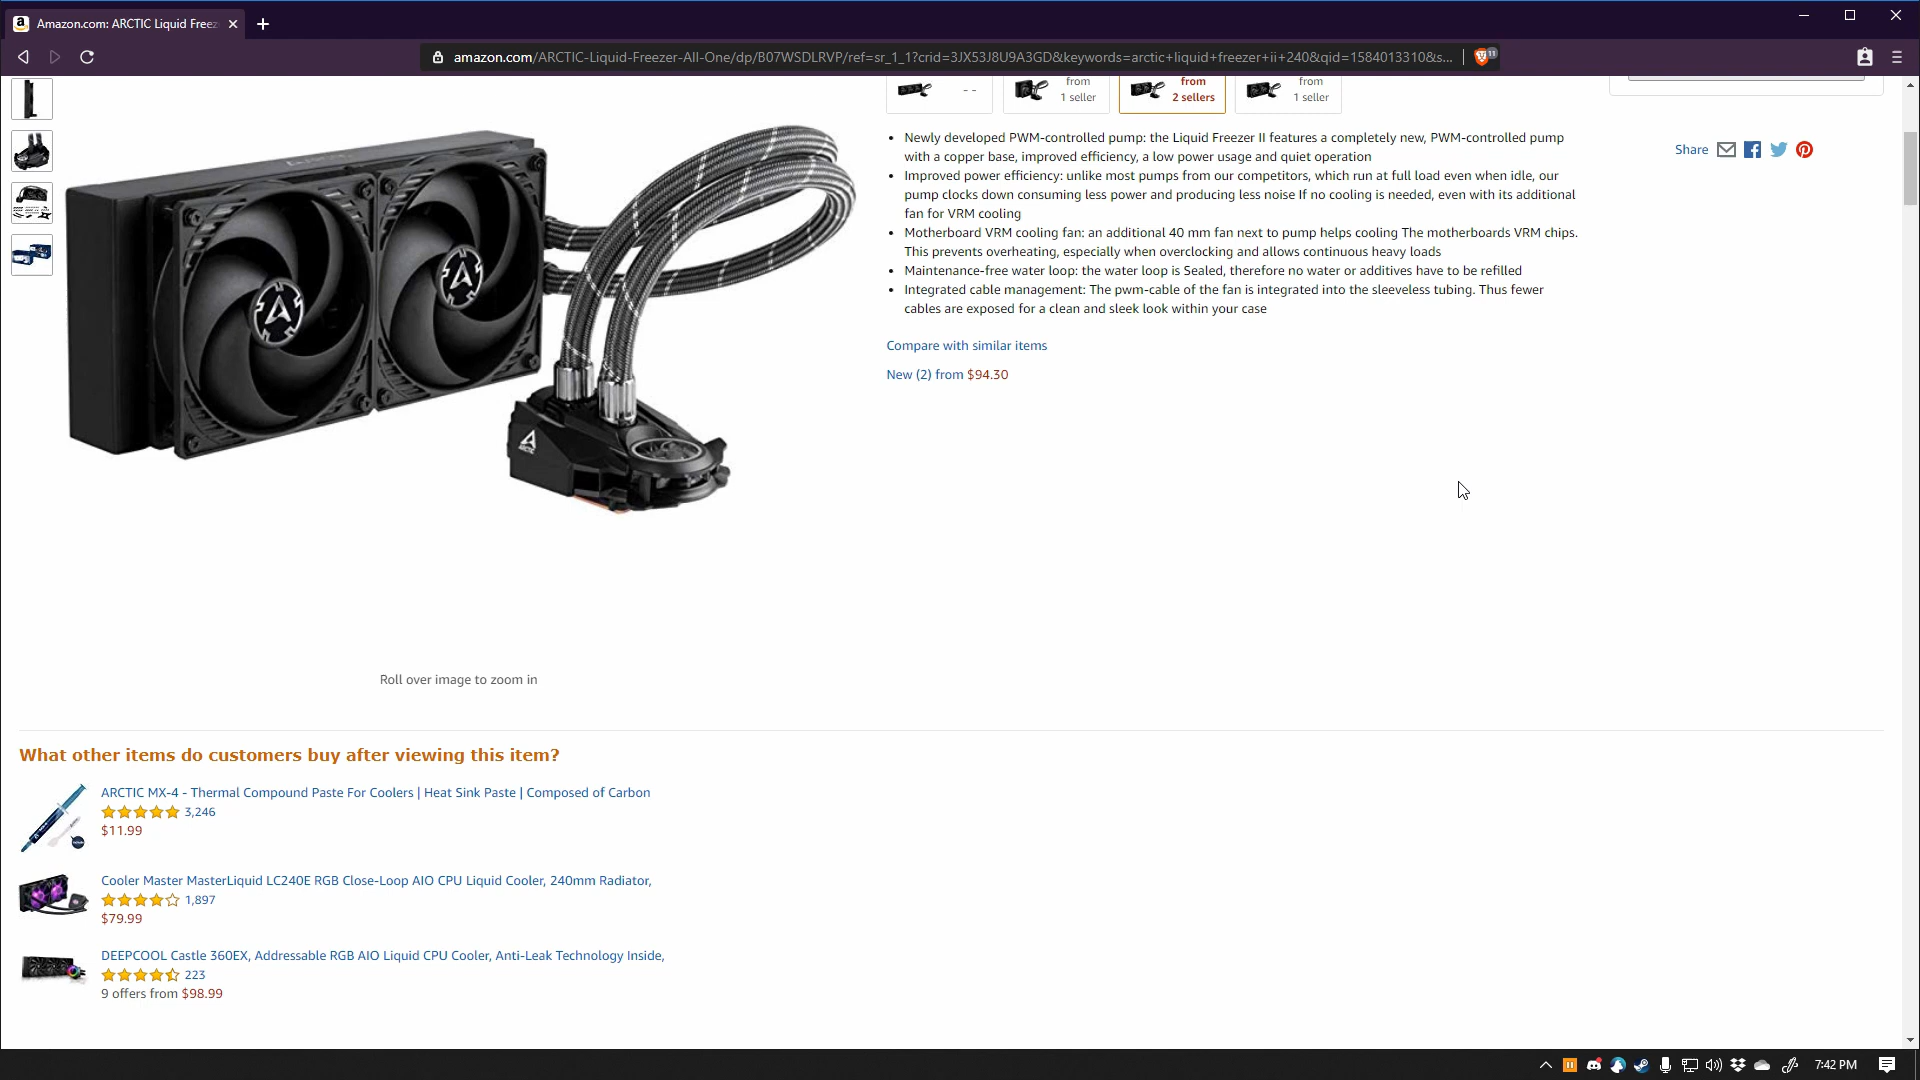 Amazon.com: ARCTIC Liquid Freez
amazon.com/ARCTIC-Liquid-Freezer-All-One/dp/B07WSDLRVP/ref=sr_1_1?crid=3JX53J8U9A3GD&keywords=arctic+liquid+freezer+ii+240&qid=1584013310&s...
11
- -
from
1 seller
from
2 sellers
from
1 seller
• Newly developed PWM-controlled pump: the Liquid Freezer II features a completely new, PWM-controlled pump
with a copper base, improved efficiency, a low power usage and quiet operation
• Improved power efficiency: unlike most pumps from our competitors, which run at full load even when idle, our
pump clocks down consuming less power and producing less noise If no cooling is needed, even with its additional
fan for VRM cooling
• Motherboard VRM cooling fan: an additional 40 mm fan next to pump helps cooling The motherboards VRM chips.
This prevents overheating, especially when overclocking and allows continuous heavy loads
• Maintenance-free water loop: the water loop is Sealed, therefore no water or additives have to be refilled
• Integrated cable management: The pwm-cable of the fan is integrated into the sleeveless tubing. Thus fewer
cables are exposed for a clean and sleek look within your case
Share
Compare with similar items
New (2) from $94.30
ARCTIC
Roll over image to zoom in
What other items do customers buy after viewing this item?
ARCTIC MX-4 - Thermal Compound Paste For Coolers | Heat Sink Paste | Composed of Carbon
3,246
$11.99
Cooler Master MasterLiquid LC240E RGB Close-Loop AIO CPU Liquid Cooler, 240mm Radiator,
1,897
$79.99
DEEPCOOL Castle 360EX, Addressable RGB AIO Liquid CPU Cooler, Anti-Leak Technology Inside,
223
9 offers from $98.99
7:42 PM